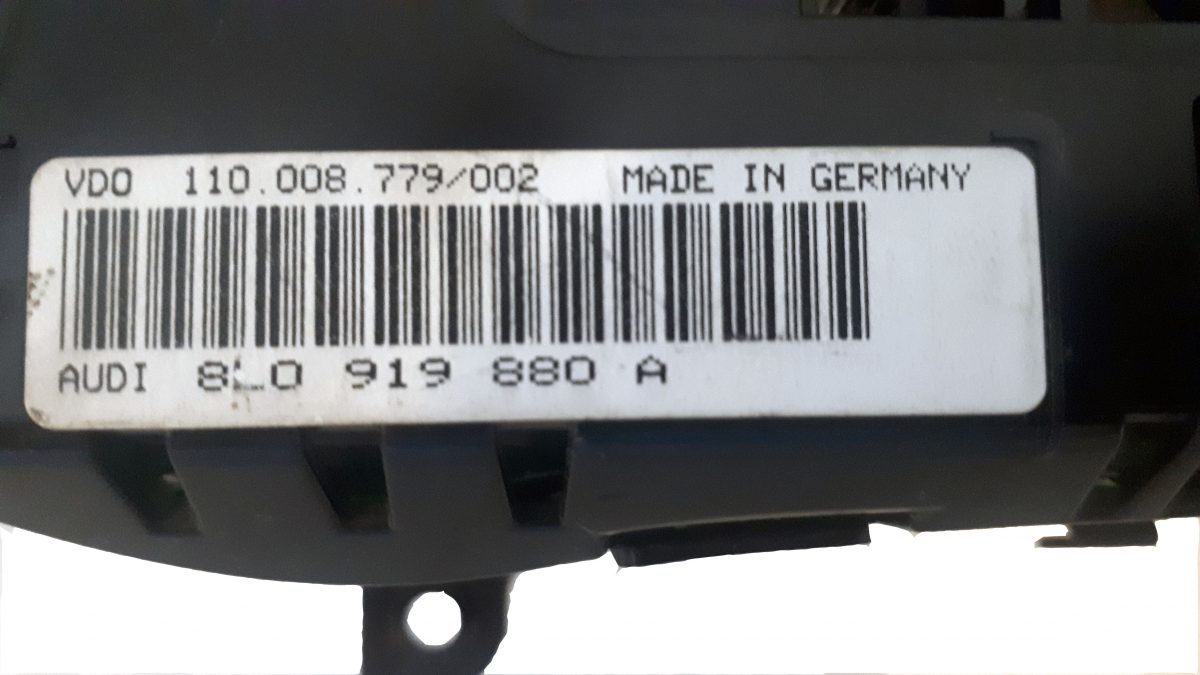 VDO 110.008.779/002 MADE IN GERMANY
AUDI 8L0 919 880 A